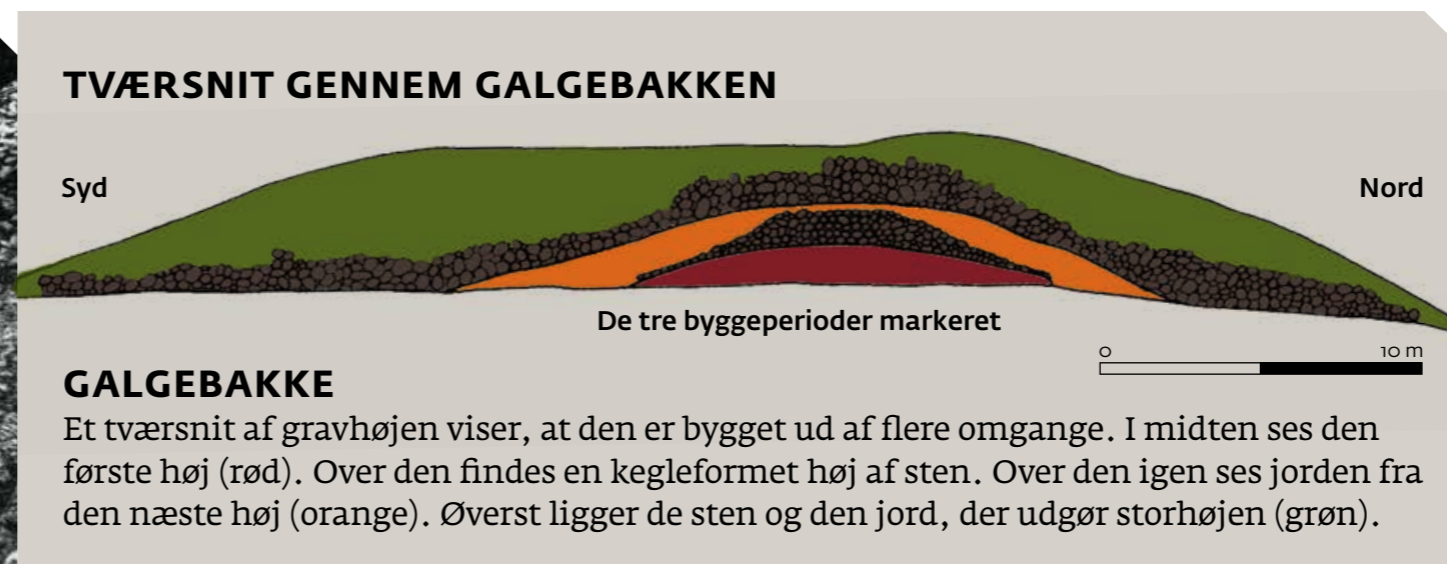 TVÆRSNIT GENNEM GALGEBAKKEN
Syd
Nord
De tre byggeperioder markeret
0
10 m
GALGEBAKKE
Et tværsnit af gravhøjen viser, at den er bygget ud af flere omgange. I midten ses den
første høj (rød). Over den findes en kegleformet høj af sten. Over den igen ses jorden fra
den næste høj (orange). Øverst ligger de sten og den jord, der udgør storhøjen (grøn).